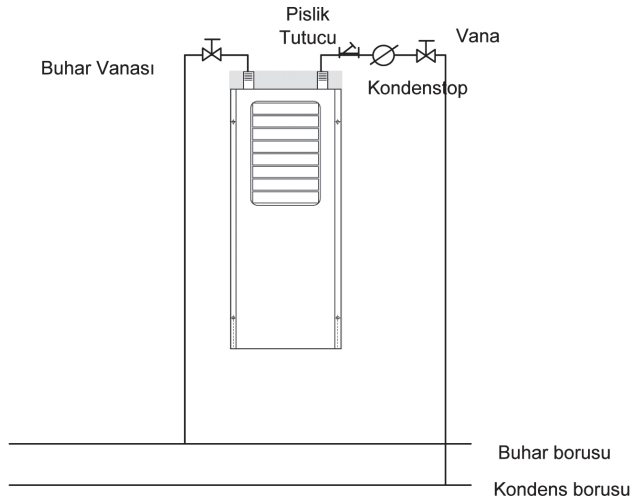 Pislik
Tutucu
Vana
Buhar Vanası
Kondenstop
Buhar borusu
Kondens borusu